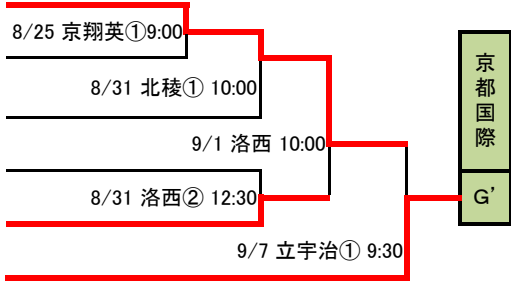 8/25 京翔英①9:00
8/31 北稜① 10:00
9/1 洛西 10:00
8/31 洛西② 12:30
9/7 立宇治① 9:30
京都国際
G’